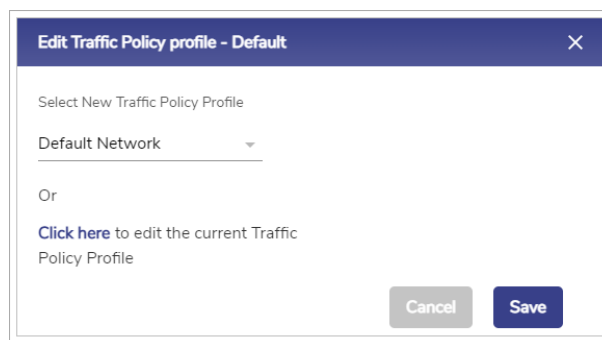 Edit Traffic Policy profile - Default
Select New Traffic Policy Profile
Default Network
Or
Click here to edit the current Traffic
Policy Profile
Cancel Save